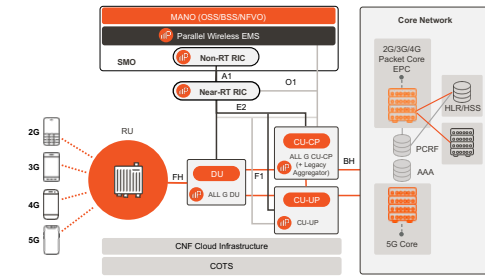 MANO (OSS/BSS/NFVO)
Parallel Wireless EMS
SMO
Non-RT RIC
A1
O1
Near-RT RIC
E2
2G
3G
4G
5G
RU
FH
DU
ALL G DU
F1
CU-CP
ALL G CU-CP
(+ Legacy
Aggregator)
CU-UP
CU-UP
BH
CNF Cloud Infrastructure
COTS
Core Network
2G/3G/4G
Packet Core
EPC
HLR/HSS
PCRF
AAA
5G Core